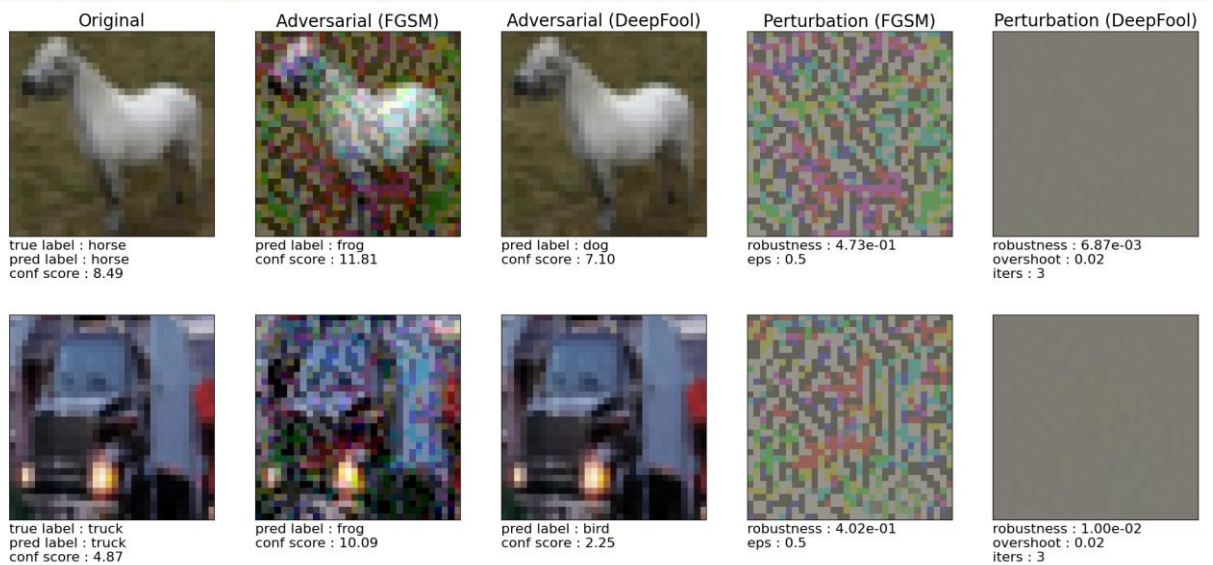 Original
Adversarial (FGSM)
Adversarial (DeepFool)
Perturbation (FGSM)
Perturbation (DeepFool)
true label : horse
pred label : horse
conf score : 8.49
pred label : frog
conf score : 11.81
pred label : dog
conf score : 7.10
robustness : 4.73e-01
eps : 0.5
robustness : 6.87e-03
overshoot : 0.02
iters : 3
true label : truck
pred label : truck
conf score : 4.87
pred label : frog
conf score : 10.09
pred label : bird
conf score : 2.25
robustness : 4.02e-01
eps : 0.5
robustness : 1.00e-02
overshoot : 0.02
iters : 3